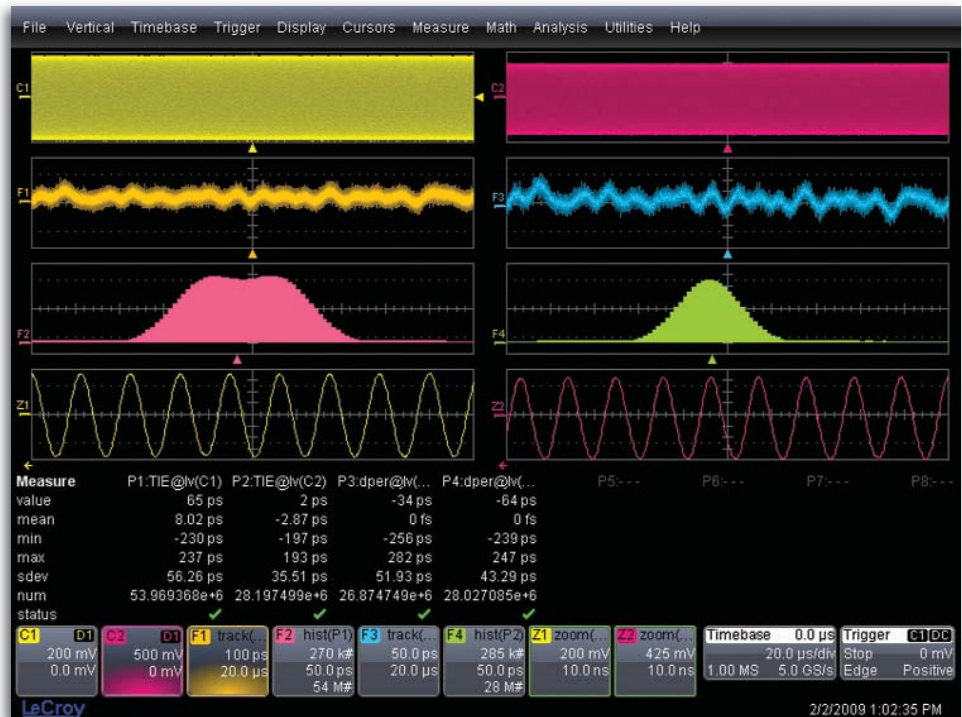 File Vertical Timebase Trigger Display Cursors Measure Math Analysis Utilities Help
C1
C2
F1
F3
F2
F4
Z1
Z2
Measure P1:TIE@lv(C1) P2:TIE@lv(C2) P3:dper@lv(... P4:dper@lv(... P5:--- P6:--- P7:--- P8:---
value 65 ps 2 ps -34 ps -64 ps
mean 8.02 ps -2.87 ps 0 fs 0 fs
min -230 ps -197 ps -256 ps -239 ps
max 237 ps 193 ps 282 ps 247 ps
sdev 56.26 ps 35.51 ps 51.93 ps 43.29 ps
num 53.969368e+6 28.197499e+6 26.874749e+6 28.027085e+6
status
C1 D1 C2 D1 F1 track(... F2 hist(P1) F3 track(... F4 hist(P2) Z1 zoom(... Z2 zoom(... Timebase 0.0 µs Trigger C1 DC
200 mV 500 mV 100 ps 270 k# 50.0 ps 285 k# 200 mV 425 mV 20.0 µs/div Stop 0 mV
0.0 mV 0 mV 20.0 µs 50.0 ps 20.0 µs 50.0 ps 10.0 ns 10.0 ns 1.00 MS 5.0 GS/s Edge Positive
54 M# 28 M#
LeCroy 2/2/2009 1:02:35 PM